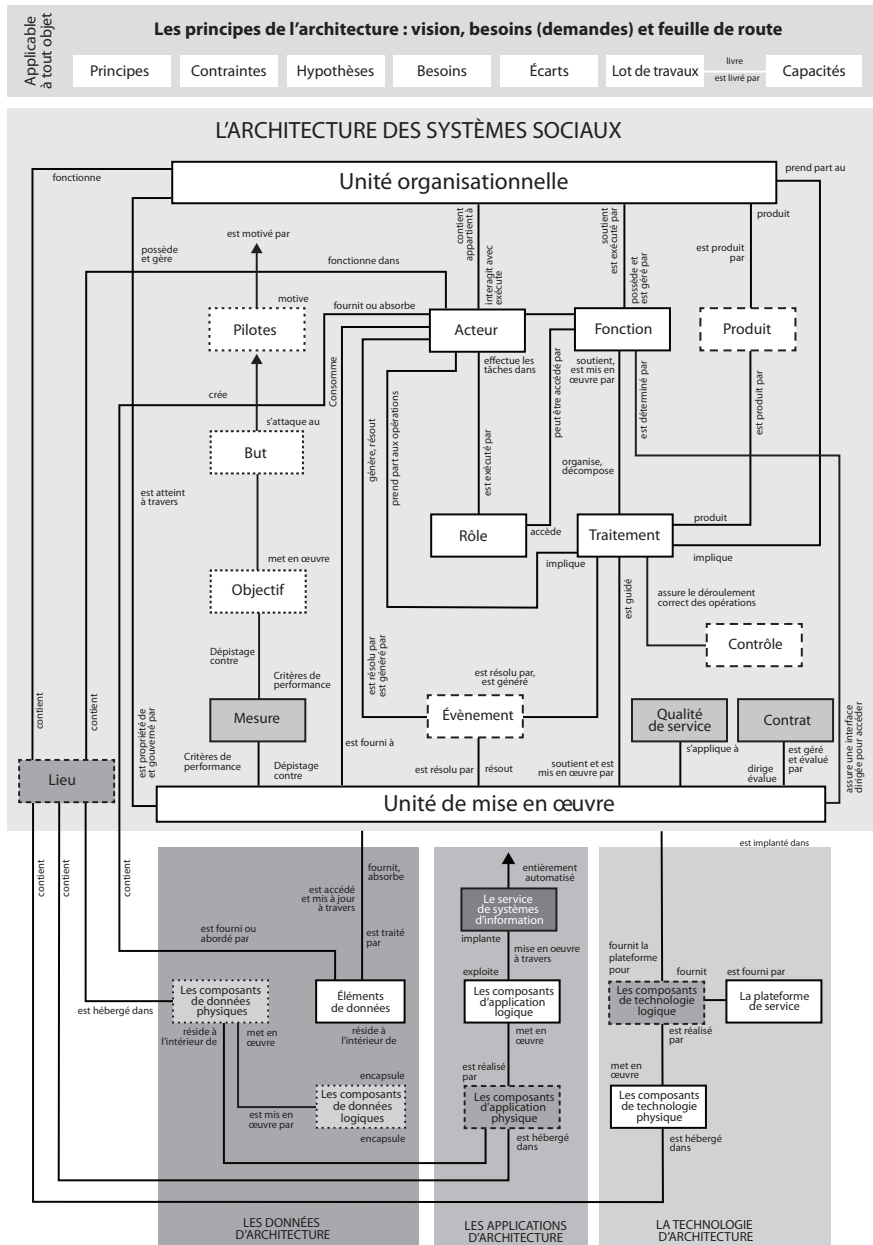 Applicable
à tout objet
Les principes de l'architecture : vision, besoins (demandes) et feuille de route
Principes
Contraintes
Hypothèses
Besoins
Écarts
Lot de travaux
livre
est livré par
Capacités
L'ARCHITECTURE DES SYSTÈMES SOCIAUX
fonctionne
Unité organisationnelle
prend part au
possède
et gère
est motivé par
fonctionne dans
contient
appartient à
interagit avec
exécute
soutient
est exécuté par
possède et
est géré par
produit
est produit
par
motive
fournit ou absorbe
Pilotes
Acteur
Fonction
Produit
Consomme
effectue les
tâches dans
peut être accédé par
soutient,
est mis en
œuvre par
est déterminé par
est produit par
crée
s'attaque au
But
génère, résout
prend part aux opérations
est exécuté par
organise,
décompose
est atteint
à travers
Rôle
accède
Traitement
produit
met en œuvre
implique
implique
Objectif
est guidé
assure le déroulement
correct des opérations
Contrôle
Dépistage
contre
Critères de
performance
est résolu par
est généré par
est résolu par,
est généré
contient
contient
est propriété de
et gouverné par
Mesure
Évènement
Qualité
de service
Contrat
assure une interface
dirigée pour accéder
Critères de
performance
Dépistage
contre
est fourni à
est résolu par
résout
soutient et est
mis en œuvre par
s'applique à
dirige
évalue
est géré
et évalué
par
Lieu
Unité de mise en œuvre
est implanté dans
contient
contient
contient
fournit,
absorbe
est accédé
et mis à jour
à travers
entièrement
automatisé
Le service
de systèmes
d'information
est fourni ou
abordé par
est traité
par
implante
mise en oeuvre
à travers
fournit la
plateforme
pour
exploite
fournit
est fourni par
Les composants
de données
physiques
Éléments
de données
Les composants
d'application
logique
Les composants
de technologie
logique
La plateforme
de service
est hébergé dans
réside à
l'intérieur de
met en
œuvre
réside à
l'intérieur de
met en
œuvre
est réalisé
par
est réalisé
par
met en
œuvre
encapsule
Les composants
de données
logiques
Les composants
d'application
physique
Les composants
de technologie
physique
est mis en
œuvre par
encapsule
est hébergé
dans
est hébergé
dans
LES DONNÉES
D'ARCHITECTURE
LES APPLICATIONS
D'ARCHITECTURE
LA TECHNOLOGIE
D'ARCHITECTURE